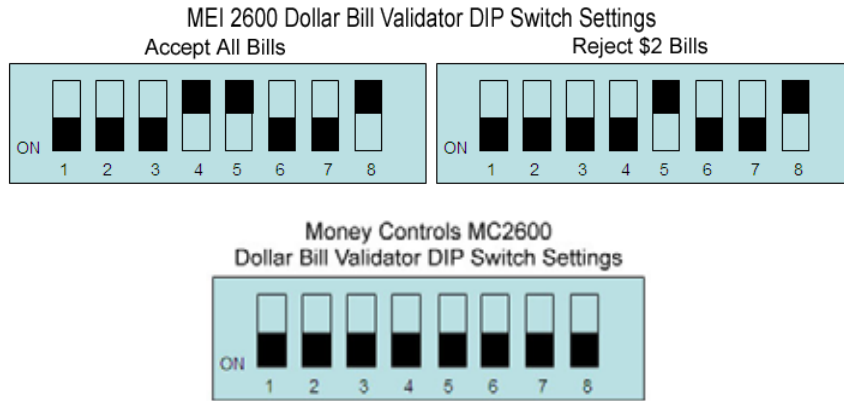 MEI 2600 Dollar Bill Validator DIP Switch Settings
Accept All Bills
ON
1 2 3 4 5 6 7 8
Reject $2 Bills
ON
1 2 3 4 5 6 7 8
Money Controls MC2600
Dollar Bill Validator DIP Switch Settings
ON
1 2 3 4 5 6 7 8